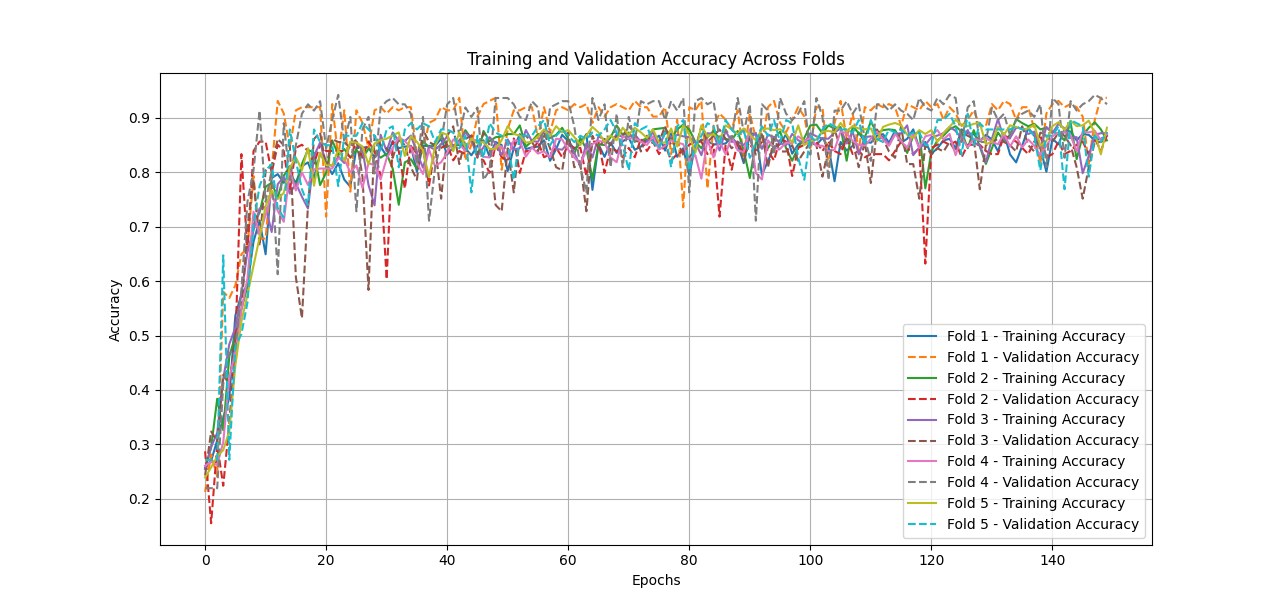 Training and Validation Accuracy Across Folds
Accuracy
0.9
0.8
0.7
0.6
0.5
0.4
0.3
0.2
0 20 40 60 80 100 120 140
Epochs
Fold 1 - Training Accuracy
Fold 1 - Validation Accuracy
Fold 2 - Training Accuracy
Fold 2 - Validation Accuracy
Fold 3 - Training Accuracy
Fold 3 - Validation Accuracy
Fold 4 - Training Accuracy
Fold 4 - Validation Accuracy
Fold 5 - Training Accuracy
Fold 5 - Validation Accuracy